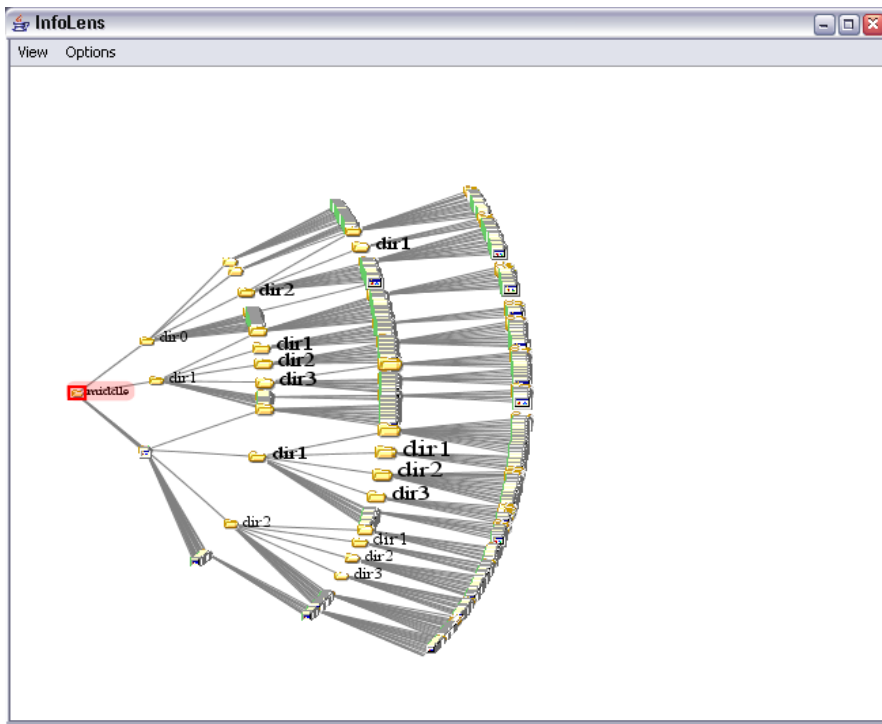 InfoLens
View Options
dir1
dir2
dir0
dir1
dir2
dir1
dir3
middle
dir1
dir1
dir2
dir3
dir2
dir1
dir2
dir3